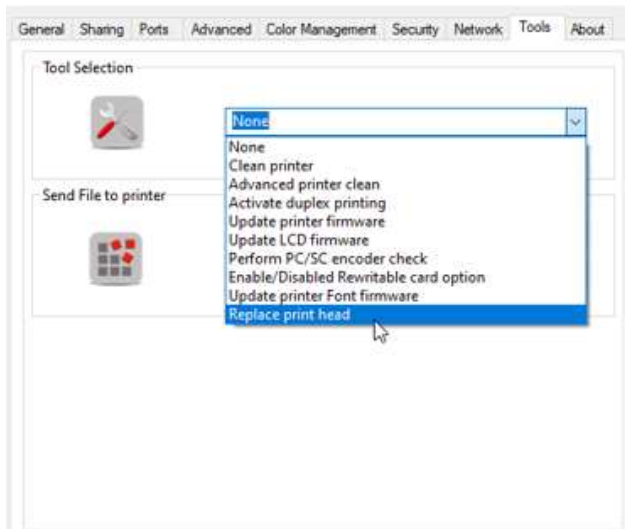 General Sharing Ports Advanced Color Management Security Network Tools About
Tool Selection
None
None
Clean printer
Advanced printer clean
Activate duplex printing
Update printer firmware
Update LCD firmware
Perform PC/SC encoder check
Enable/Disabled Rewritable card option
Update printer Font firmware
Replace print head
Send File to printer